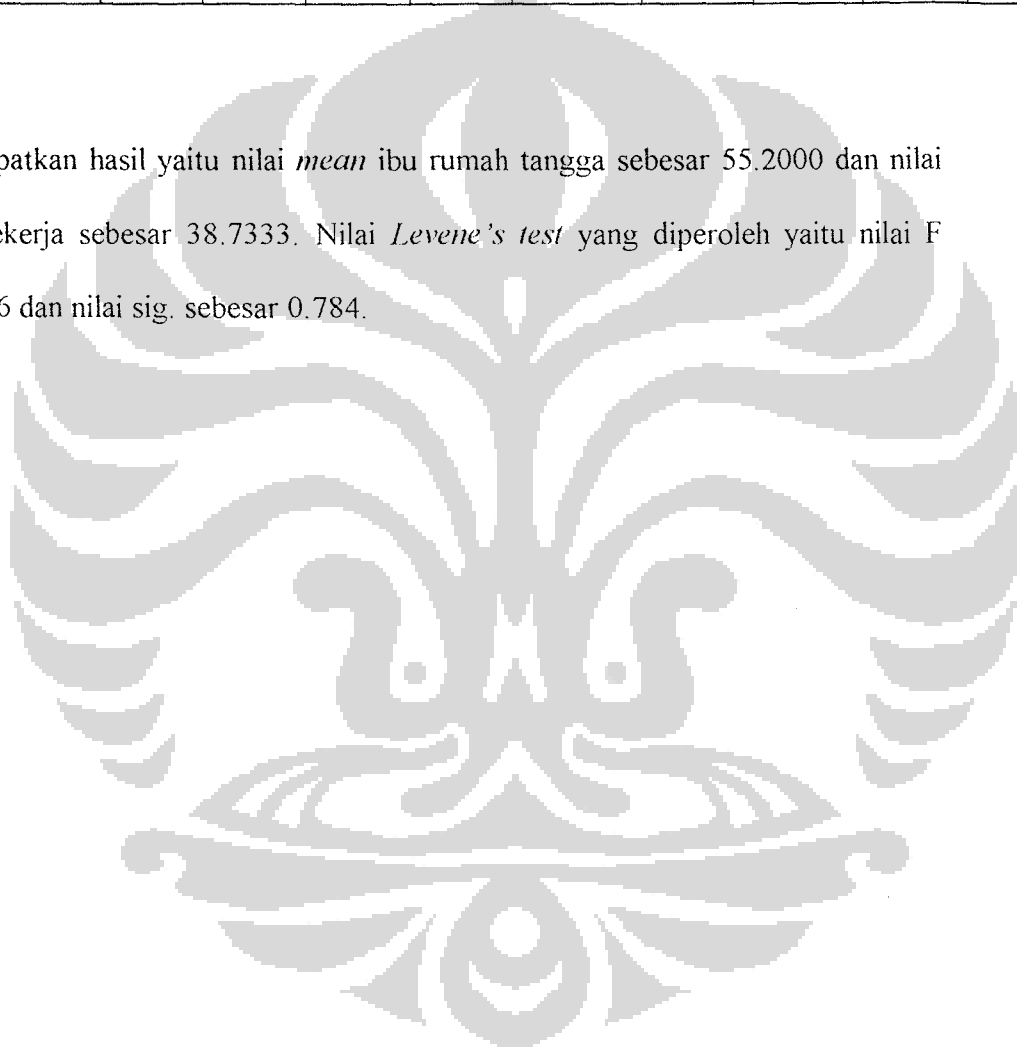 patkan hasil yaitu nilai mean ibu rumah tangga sebesar 55.2000 dan nilai
ekerja sebesar 38.7333. Nilai Levene's test yang diperoleh yaitu nilai F
6 dan nilai sig. sebesar 0.784.